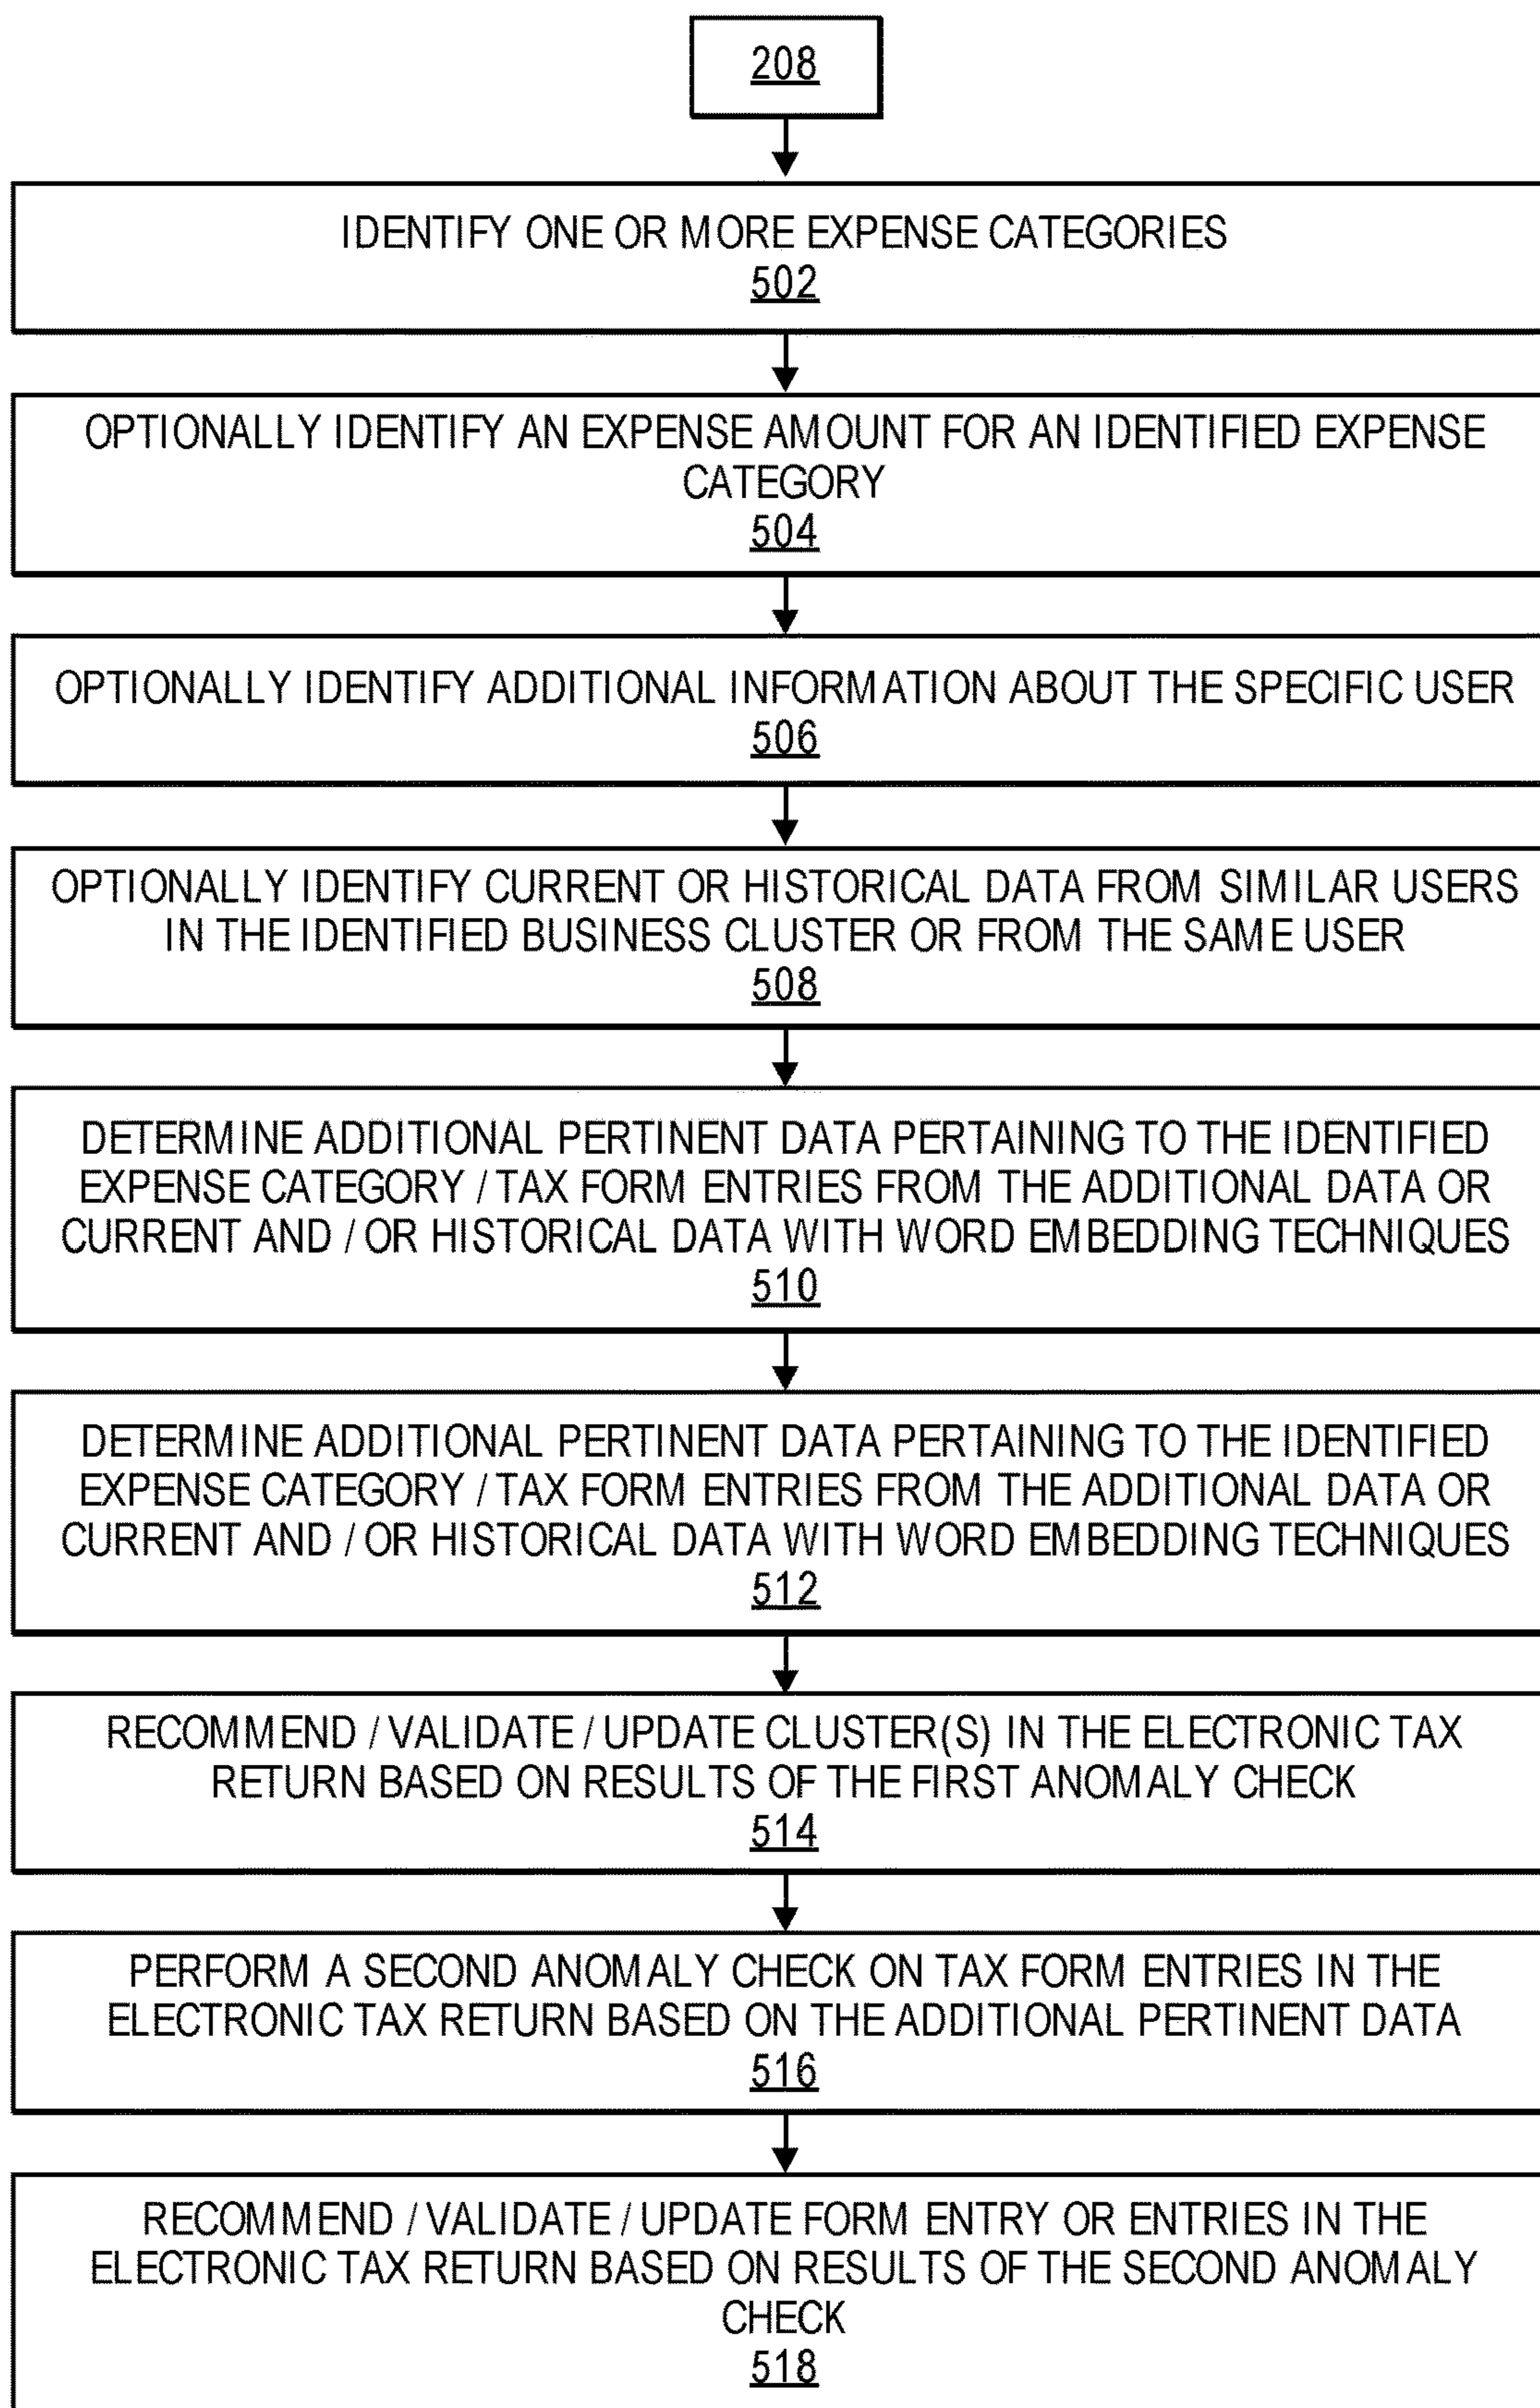 208
IDENTIFY ONE OR MORE EXPENSE CATEGORIES
502
OPTIONALLY IDENTIFY AN EXPENSE AMOUNT FOR AN IDENTIFIED EXPENSE
CATEGORY
504
OPTIONALLY IDENTIFY ADDITIONAL INFORMATION ABOUT THE SPECIFIC USER
506
OPTIONALLY IDENTIFY CURRENT OR HISTORICAL DATA FROM SIMILAR USERS
IN THE IDENTIFIED BUSINESS CLUSTER OR FROM THE SAME USER
508
DETERMINE ADDITIONAL PERTINENT DATA PERTAINING TO THE IDENTIFIED
EXPENSE CATEGORY / TAX FORM ENTRIES FROM THE ADDITIONAL DATA OR
CURRENT AND / OR HISTORICAL DATA WITH WORD EMBEDDING TECHNIQUES
510
DETERMINE ADDITIONAL PERTINENT DATA PERTAINING TO THE IDENTIFIED
EXPENSE CATEGORY / TAX FORM ENTRIES FROM THE ADDITIONAL DATA OR
CURRENT AND / OR HISTORICAL DATA WITH WORD EMBEDDING TECHNIQUES
512
RECOMMEND / VALIDATE / UPDATE CLUSTER(S) IN THE ELECTRONIC TAX
RETURN BASED ON RESULTS OF THE FIRST ANOMALY CHECK
514
PERFORM A SECOND ANOMALY CHECK ON TAX FORM ENTRIES IN THE
ELECTRONIC TAX RETURN BASED ON THE ADDITIONAL PERTINENT DATA
516
RECOMMEND / VALIDATE / UPDATE FORM ENTRY OR ENTRIES IN THE
ELECTRONIC TAX RETURN BASED ON RESULTS OF THE SECOND ANOMALY
CHECK
518